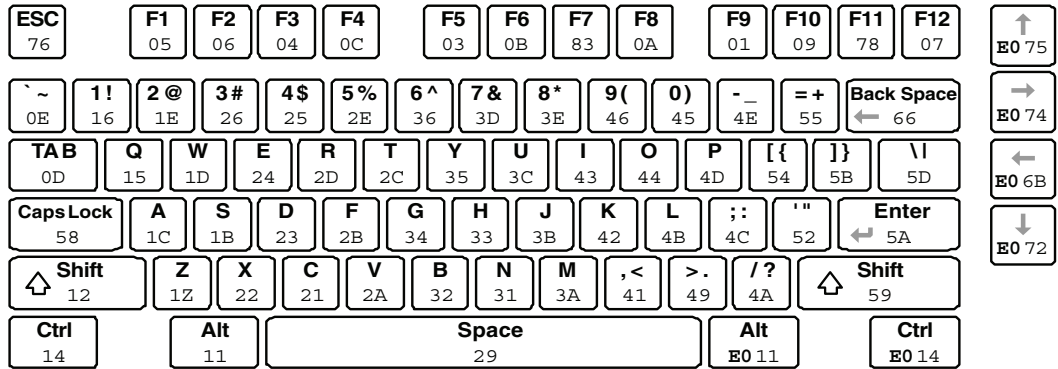 ESC F1 F2 F3 F4 F5 F6 F7 F8 F9 F10 F11 F12 ↑
76 05 06 04 0C 03 0B 83 0A 01 09 78 07 E0 75
` ~ 1 ! 2 @ 3 # 4 $ 5 % 6 ^ 7 & 8 * 9 ( 0 ) - _ = + Back Space →
0E 16 1E 26 25 2E 36 3D 3E 46 45 4E 55 ← 66 E0 74
TAB Q W E R T Y U I O P [ { ] } \ | ←
0D 15 1D 24 2D 2C 35 3C 43 44 4D 54 5B 5D E0 6B
Caps Lock A S D F G H J K L ; : ' " Enter ↓
58 1C 1B 23 2B 34 33 3B 42 4B 4C 52 ↵ 5A E0 72
⇧ Shift Z X C V B N M , < > . / ? ⇧ Shift
12 1Z 22 21 2A 32 31 3A 41 49 4A 59
Ctrl Alt Space Alt Ctrl
14 11 29 E0 11 E0 14